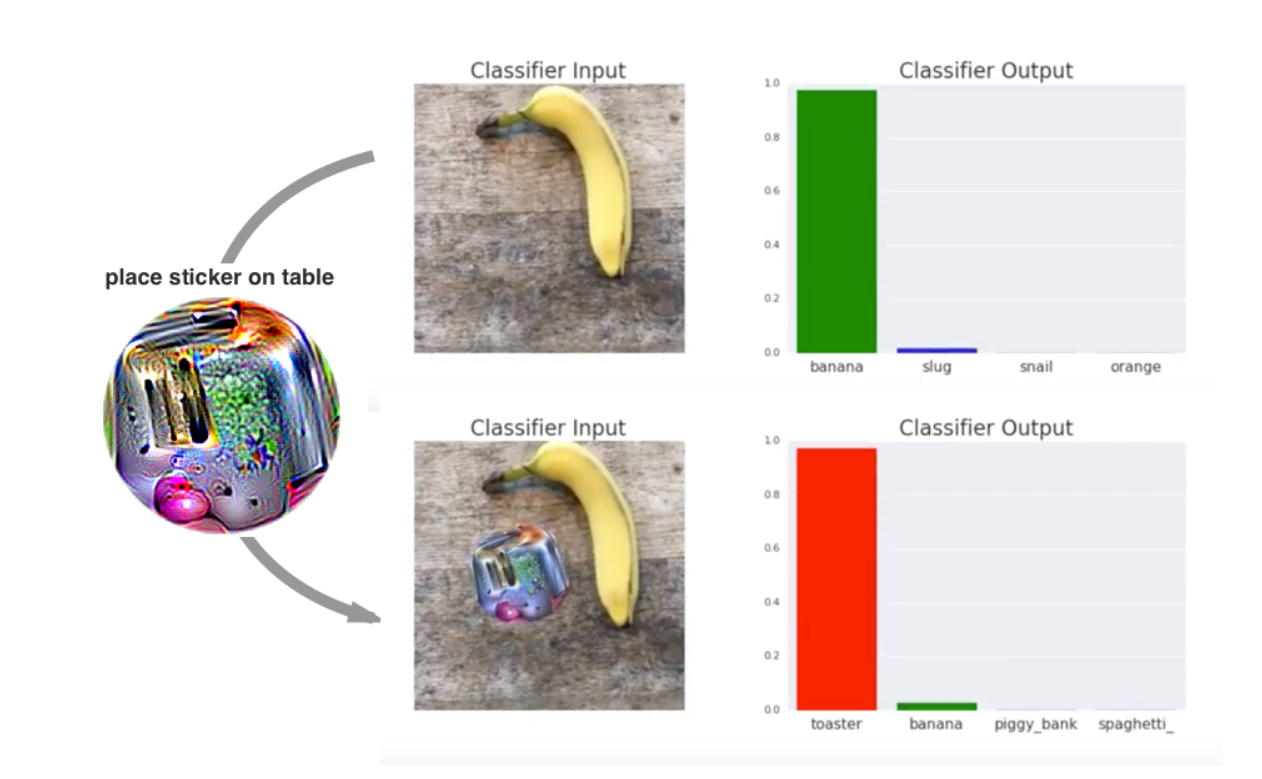 Classifier Input
Classifier Output
1.0
0.8
0.6
0.4
0.2
0.0
banana slug snail orange
place sticker on table
Classifier Input
Classifier Output
1.0
0.8
0.6
0.4
0.2
0.0
toaster banana piggy_bank spaghetti_